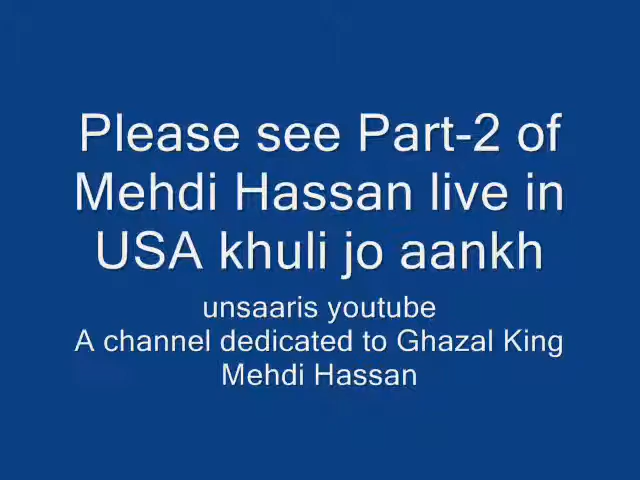 Please see Part-2 of
Mehdi Hassan live in
USA khuli jo aankh
unsaaris youtube
A channel dedicated to Ghazal King
Mehdi Hassan